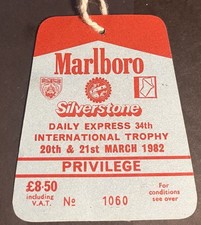 Marlboro
Silverstone
DAILY EXPRESS 34th
INTERNATIONAL TROPHY
20th & 21st MARCH 1982
PRIVILEGE
£8·50
including
V.A.T.
Nº 1060
For
conditions
see over